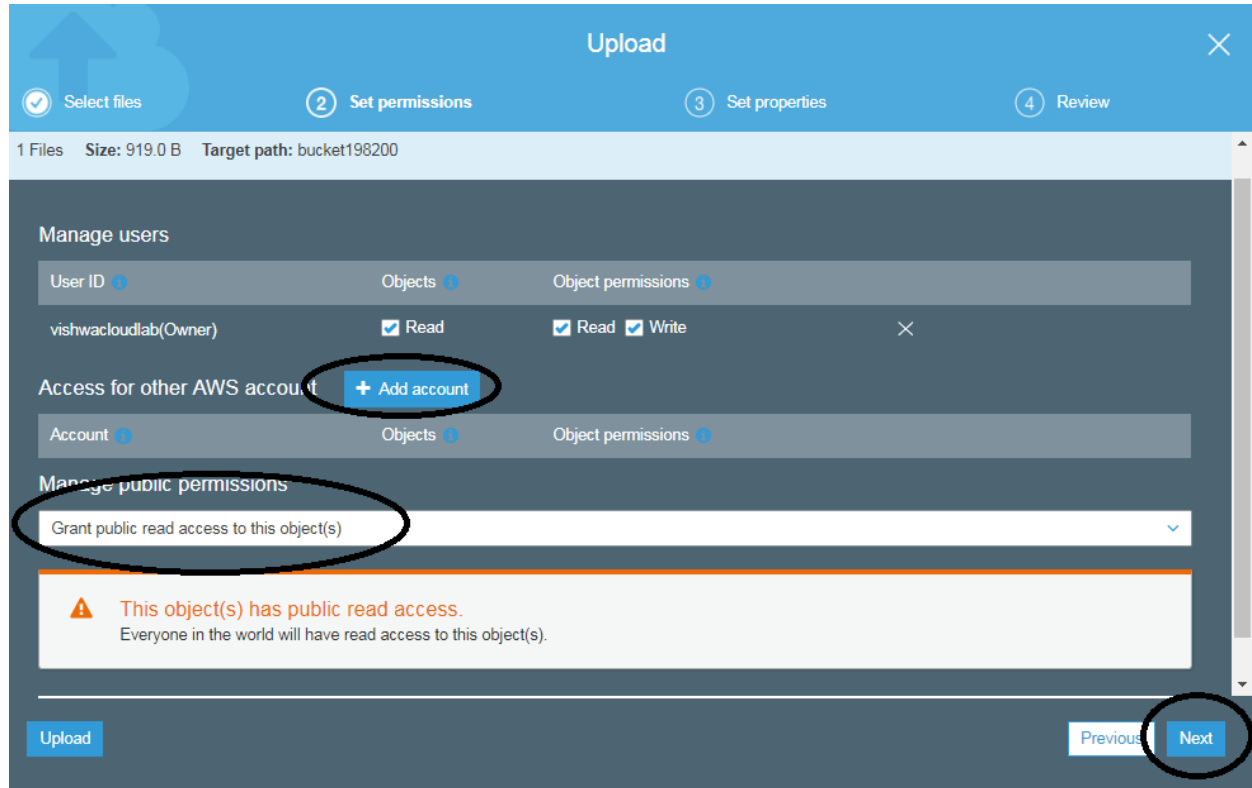 Upload
Select files 2 Set permissions 3 Set properties 4 Review
1 Files Size: 919.0 B Target path: bucket198200
Manage users
User ID Objects Object permissions
vishwacloudlab(Owner) Read Read Write
Access for other AWS account + Add account
Account Objects Object permissions
Manage public permissions
Grant public read access to this object(s)
This object(s) has public read access.
Everyone in the world will have read access to this object(s).
Upload Previous Next